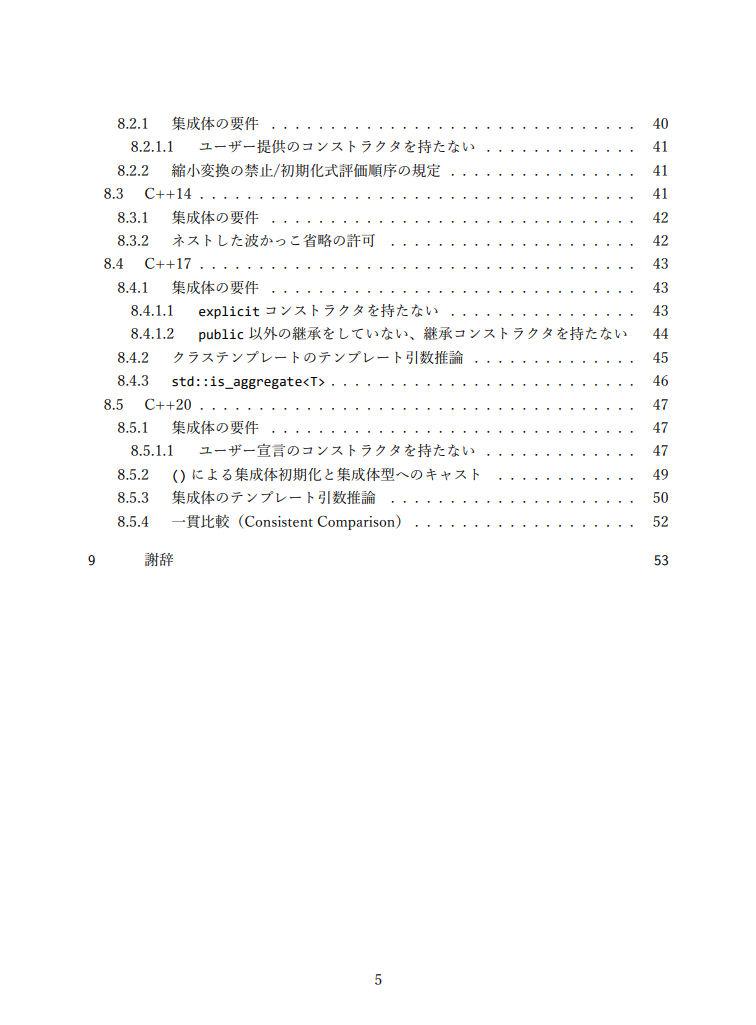 8.2.1 集成体の要件 . . . . . . . . . . . . . . . . . . . . . . . . . . . . . . . 40
8.2.1.1 ユーザー提供のコンストラクタを持たない . . . . . . . . . . . . . 41
8.2.2 縮小変換の禁止/初期化式評価順序の規定 . . . . . . . . . . . . . . . . 41
8.3 C++14 . . . . . . . . . . . . . . . . . . . . . . . . . . . . . . . . . . . . . 41
8.3.1 集成体の要件 . . . . . . . . . . . . . . . . . . . . . . . . . . . . . . . 42
8.3.2 ネストした波かっこ省略の許可 . . . . . . . . . . . . . . . . . . . . . 42
8.4 C++17 . . . . . . . . . . . . . . . . . . . . . . . . . . . . . . . . . . . . . 43
8.4.1 集成体の要件 . . . . . . . . . . . . . . . . . . . . . . . . . . . . . . . 43
8.4.1.1 explicit コンストラクタを持たない . . . . . . . . . . . . . . . . 43
8.4.1.2 public 以外の継承をしていない、継承コンストラクタを持たない 44
8.4.2 クラステンプレートのテンプレート引数推論 . . . . . . . . . . . . . . 45
8.4.3 std::is_aggregate<T> . . . . . . . . . . . . . . . . . . . . . . . . . . 46
8.5 C++20 . . . . . . . . . . . . . . . . . . . . . . . . . . . . . . . . . . . . . 47
8.5.1 集成体の要件 . . . . . . . . . . . . . . . . . . . . . . . . . . . . . . . 47
8.5.1.1 ユーザー宣言のコンストラクタを持たない . . . . . . . . . . . . . 47
8.5.2 () による集成体初期化と集成体型へのキャスト . . . . . . . . . . . . 49
8.5.3 集成体のテンプレート引数推論 . . . . . . . . . . . . . . . . . . . . . 50
8.5.4 一貫比較（Consistent Comparison） . . . . . . . . . . . . . . . . . . . 52
9 謝辞 53
5